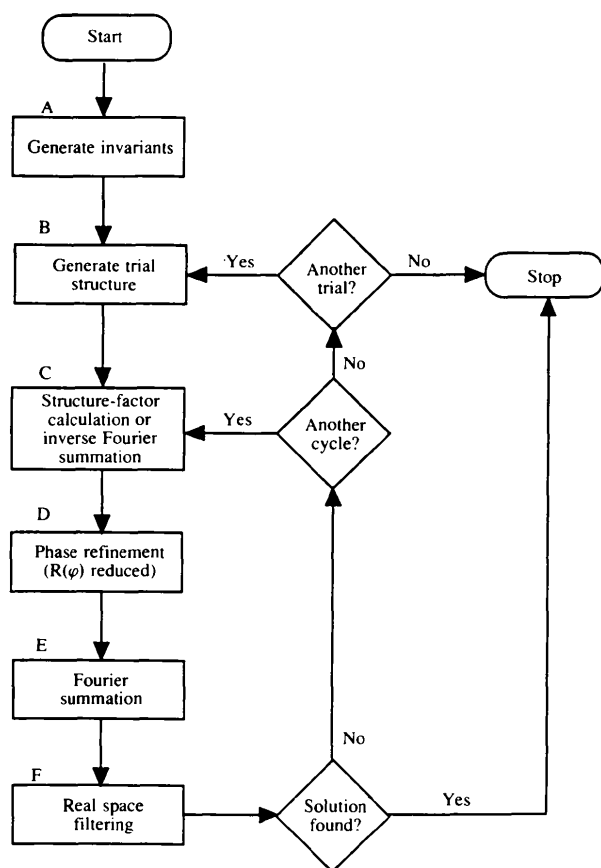 Start
A
Generate invariants
B
Generate trial
structure
Yes
Another
trial?
No
Stop
No
C
Structure-factor
calculation or
inverse Fourier
summation
Yes
Another
cycle?
D
Phase refinement
(R(φ) reduced)
E
Fourier
summation
No
F
Real space
filtering
Solution
found?
Yes